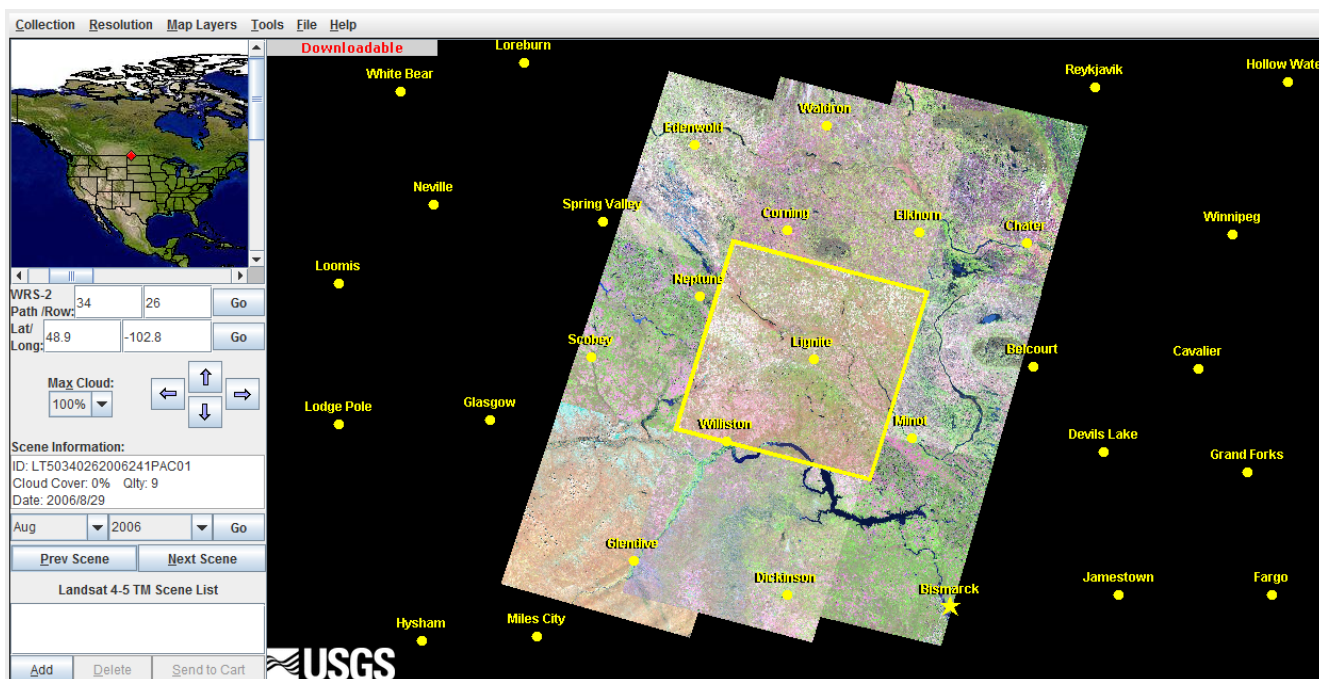 Collection Resolution Map Layers Tools File Help
Downloadable
WRS-2
Path /Row: 34 26 Go
Lat/
Long: 48.9 -102.8 Go
Max Cloud:
100%
Scene Information:
ID: LT50340262006241PAC01
Cloud Cover: 0% Qlty: 9
Date: 2006/8/29
Aug 2006 Go
Prev Scene Next Scene
Landsat 4-5 TM Scene List
Add Delete Send to Cart
Loreburn
White Bear
Reykjavik
Hollow Wate
Waldron
Edenwold
Neville
Spring Valley
Corning
Elkhorn
Chater
Winnipeg
Loomis
Neptune
Scobey
Lignite
Belcourt
Cavalier
Lodge Pole
Glasgow
Williston
Minot
Devils Lake
Grand Forks
Glendive
Dickinson
Bismarck
Jamestown
Fargo
Hysham
Miles City
USGS